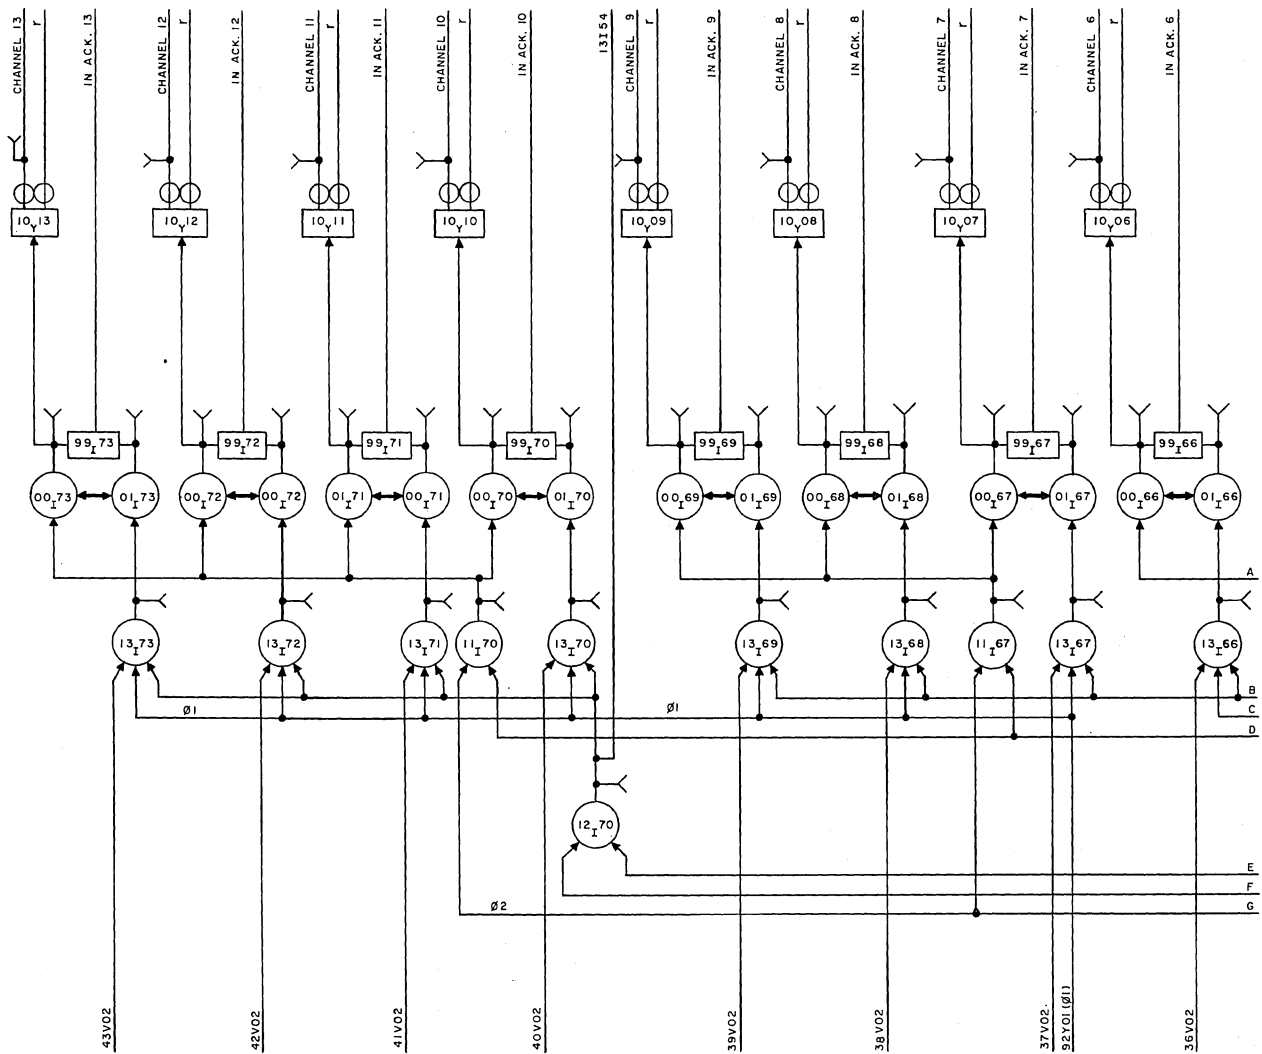 CHANNEL 13
r
IN ACK. 13
CHANNEL 12
r
IN ACK. 12
CHANNEL 11
r
IN ACK. 11
CHANNEL 10
r
IN ACK. 10
13I54
CHANNEL 9
r
IN ACK. 9
CHANNEL 8
r
IN ACK. 8
CHANNEL 7
r
IN ACK. 7
CHANNEL 6
r
IN ACK. 6
10Y13
10Y12
10Y11
10Y10
10Y09
10Y08
10Y07
10Y06
99I73
99I72
99I71
99I70
99I69
99I68
99I67
99I66
00I73
01I73
00I72
00I72
01I71
00I71
00I70
01I70
00I69
01I69
00I68
01I68
00I67
01I67
00I66
01I66
A
13I73
13I72
13I71
11I70
13I70
13I69
13I68
11I67
13I67
13I66
B
Ø1
Ø1
C
D
12I70
E
F
Ø2
G
43V02
42V02
41V02
40V02
39V02
38V02
37V02.
92Y01(Ø1)
36V02